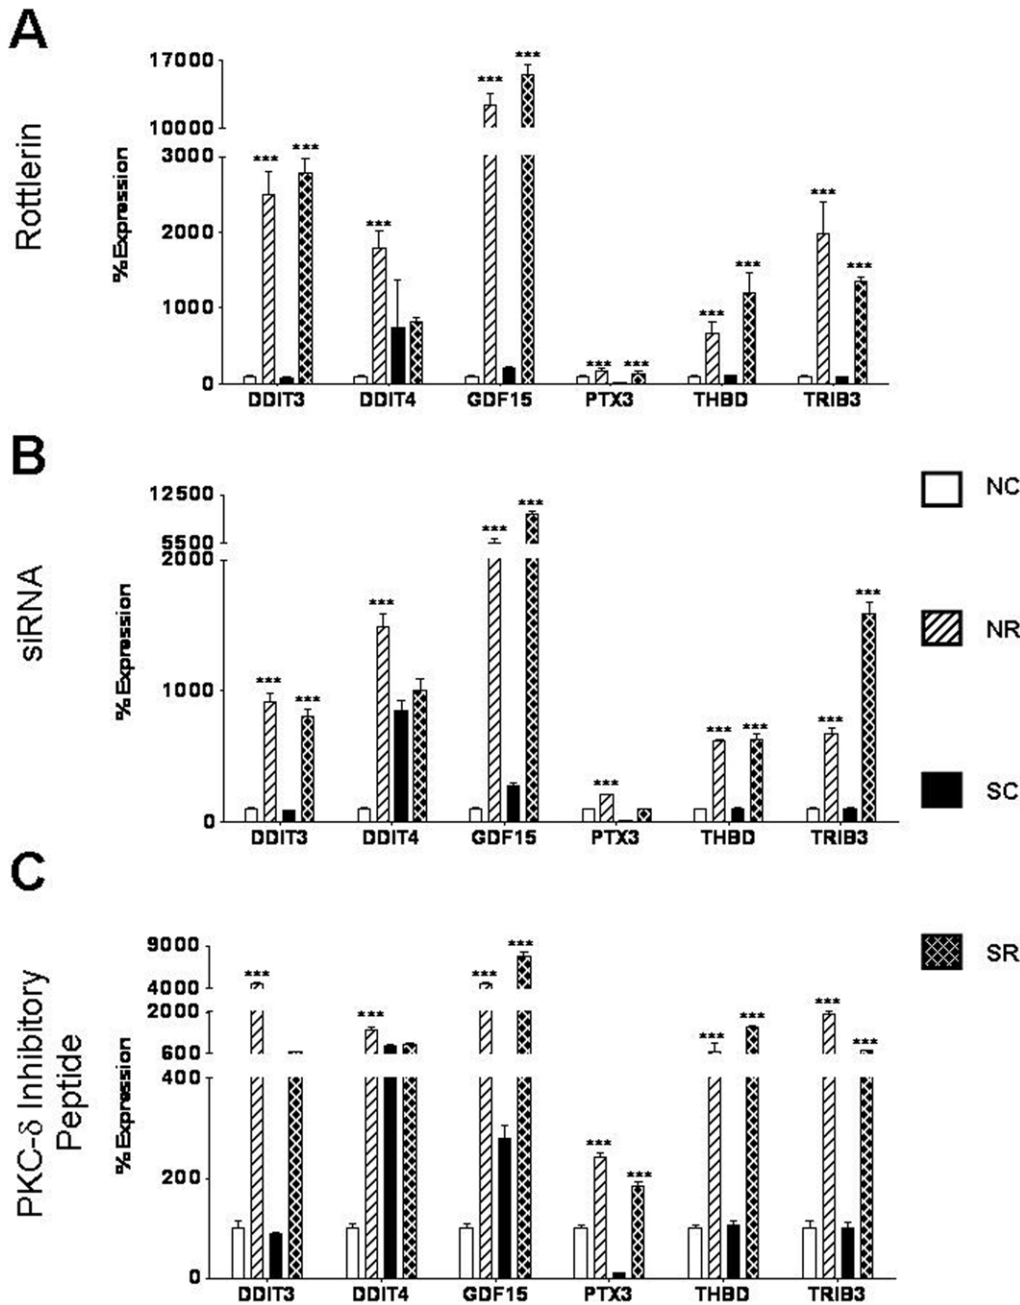 A
Rottlerin
%Expression
17000
10000
3000
2000
1000
0
*** *** *** *** *** *** *** *** *** *** ***
DDIT3 DDIT4 GDF15 PTX3 THBD TRIB3
B
siRNA
%Expression
12500
5500
2000
1000
0
*** *** *** *** *** *** *** *** *** ***
DDIT3 DDIT4 GDF15 PTX3 THBD TRIB3
NC
NR
SC
SR
C
PKC-δ Inhibitory
Peptide
%Expression
9000
4000
2000
600
400
200
0
*** *** *** *** *** *** *** *** *** ***
DDIT3 DDIT4 GDF15 PTX3 THBD TRIB3